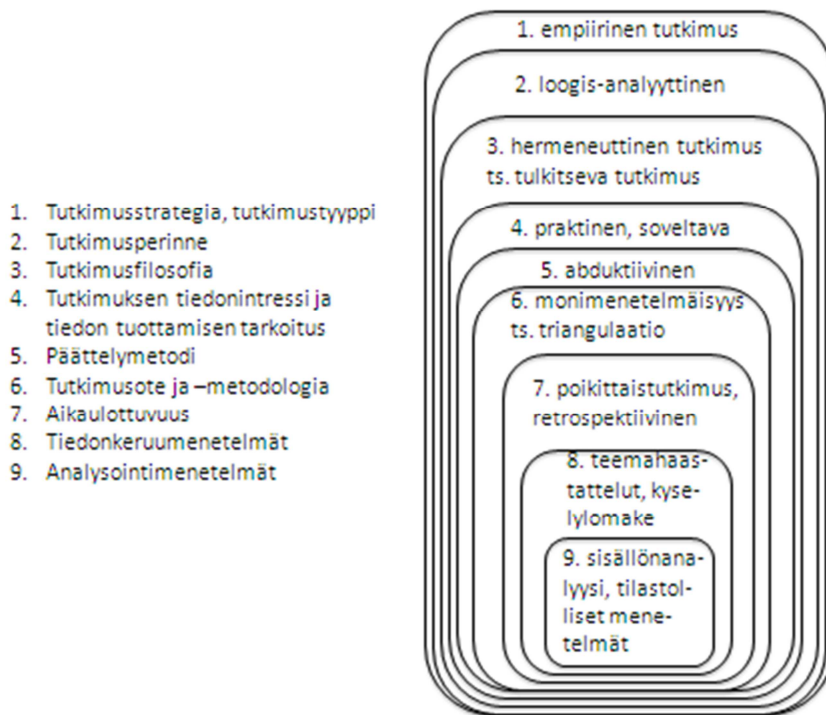 1. Tutkimusstrategia, tutkimustyyppi
2. Tutkimusperinne
3. Tutkimusfilosofia
4. Tutkimuksen tiedonintressi ja
tiedon tuottamisen tarkoitus
5. Päättelymetodi
6. Tutkimusote ja –metodologia
7. Aikaulottuvuus
8. Tiedonkeruumenetelmät
9. Analysointimenetelmät
1. empiirinen tutkimus
2. loogis-analyyttinen
3. hermeneuttinen tutkimus
ts. tulkitseva tutkimus
4. praktinen, soveltava
5. abduktiivinen
6. monimenetelmäisyys
ts. triangulaatio
7. poikittaistutkimus,
retrospektiivinen
8. teemahaas-
tattelut, kyse-
lylomake
9. sisällönana-
lyysi, tilastol-
liset mene-
telmät